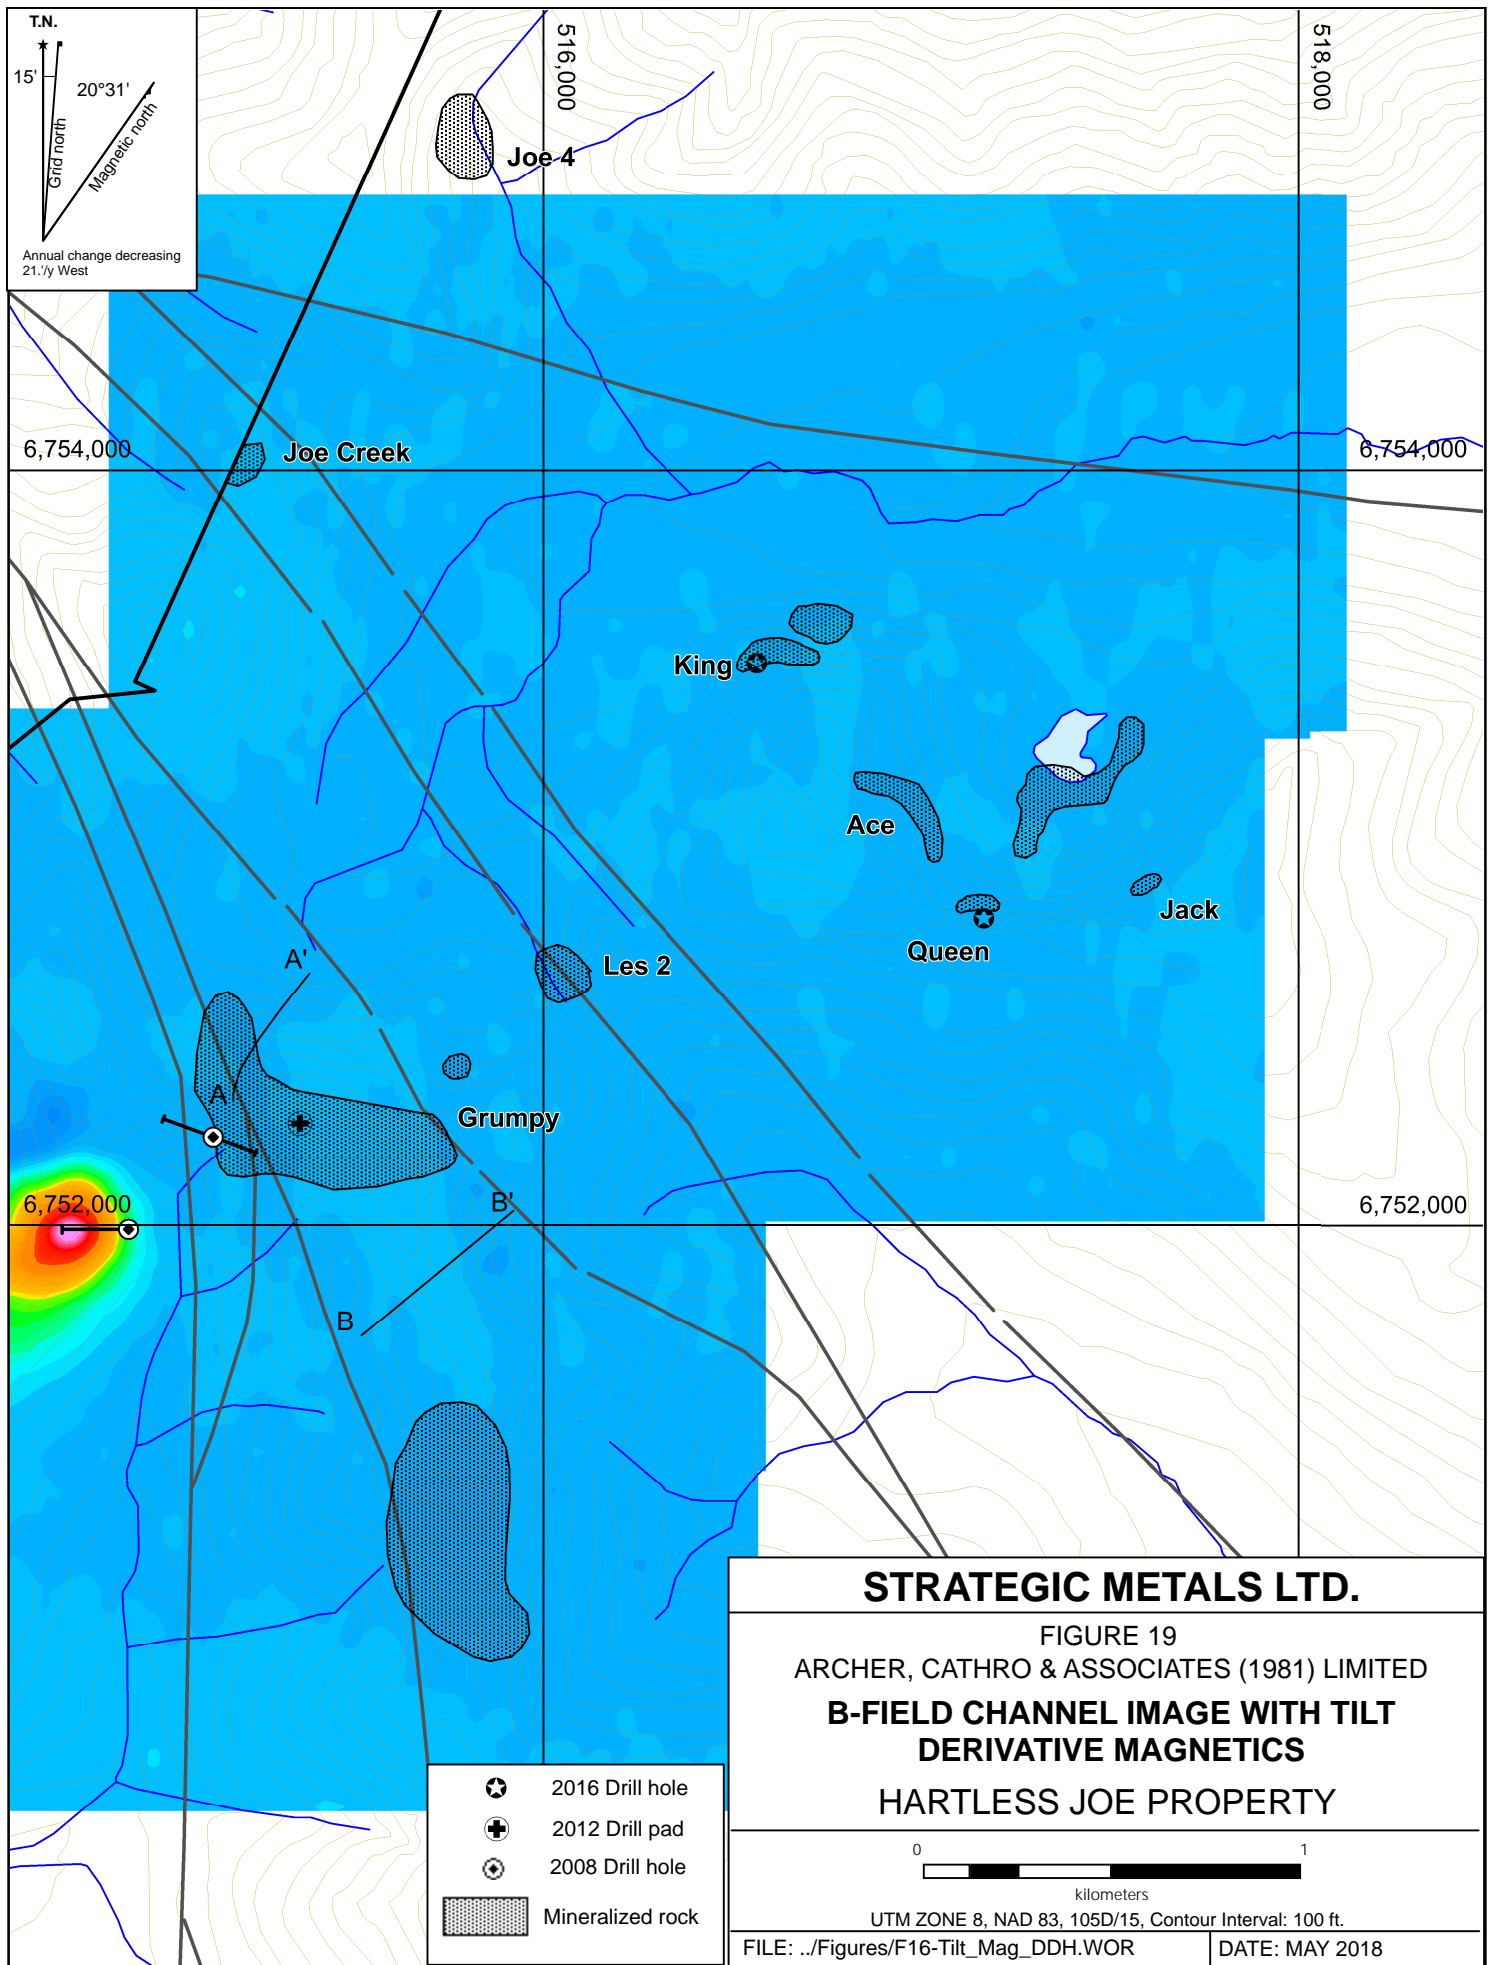 T.N.
15'
20°31'
Grid north
Magnetic north
Annual change decreasing
21.'/y West
516,000
518,000
Joe 4
6,754,000
Joe Creek
6,754,000
King
Ace
Jack
Queen
Les 2
A'
A
Grumpy
6,752,000
B'
6,752,000
B
STRATEGIC METALS LTD.
FIGURE 19
ARCHER, CATHRO & ASSOCIATES (1981) LIMITED
B-FIELD CHANNEL IMAGE WITH TILT
DERIVATIVE MAGNETICS
HARTLESS JOE PROPERTY
0 1
kilometers
UTM ZONE 8, NAD 83, 105D/15, Contour Interval: 100 ft.
FILE: ../Figures/F16-Tilt_Mag_DDH.WOR
DATE: MAY 2018
2016 Drill hole
2012 Drill pad
2008 Drill hole
Mineralized rock